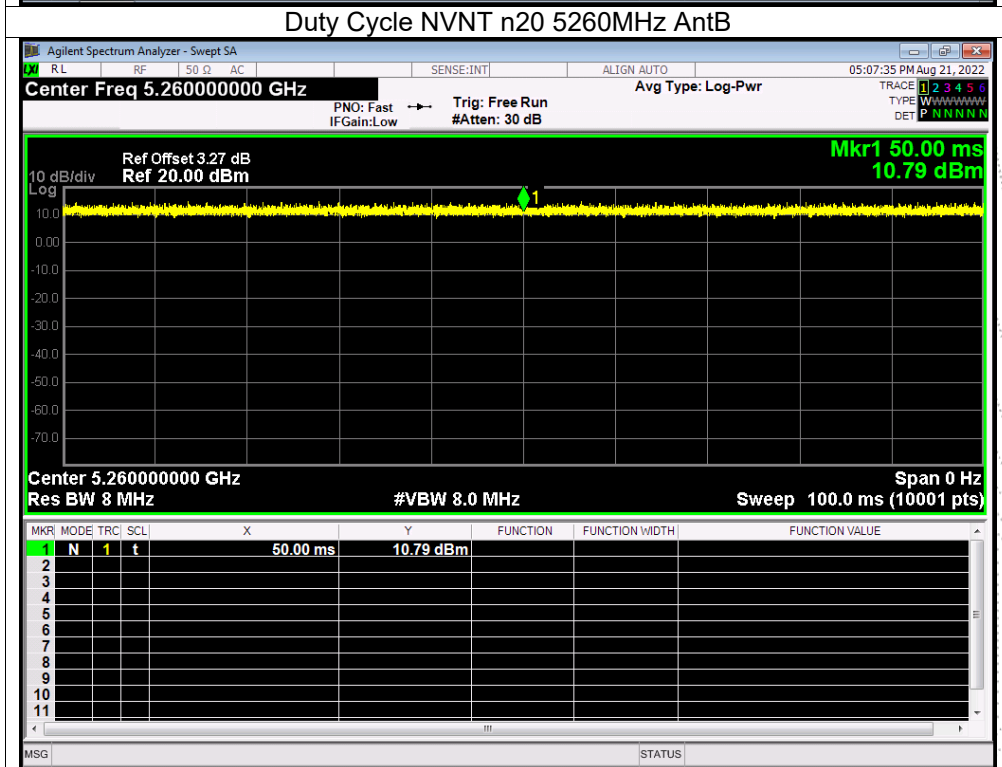 Duty Cycle NVNT n20 5260MHz AntB
Agilent Spectrum Analyzer - Swept SA
LXI RL RF 50 Ω AC SENSE:INT ALIGN AUTO 05:07:35 PM Aug 21, 2022
Center Freq 5.260000000 GHz Avg Type: Log-Pwr TRACE 1 2 3 4 5 6
PNO: Fast Trig: Free Run TYPE WWWWWW
IFGain:Low #Atten: 30 dB DET P N N N N N
Mkr1 50.00 ms
10.79 dBm
Ref Offset 3.27 dB
10 dB/div Ref 20.00 dBm
Log
1
10.0
0.00
-10.0
-20.0
-30.0
-40.0
-50.0
-60.0
-70.0
Center 5.260000000 GHz Span 0 Hz
Res BW 8 MHz #VBW 8.0 MHz Sweep 100.0 ms (10001 pts)
MKR MODE TRC SCL X Y FUNCTION FUNCTION WIDTH FUNCTION VALUE
1 N 1 t 50.00 ms 10.79 dBm
2
3
4
5
6
7
8
9
10
11
MSG STATUS